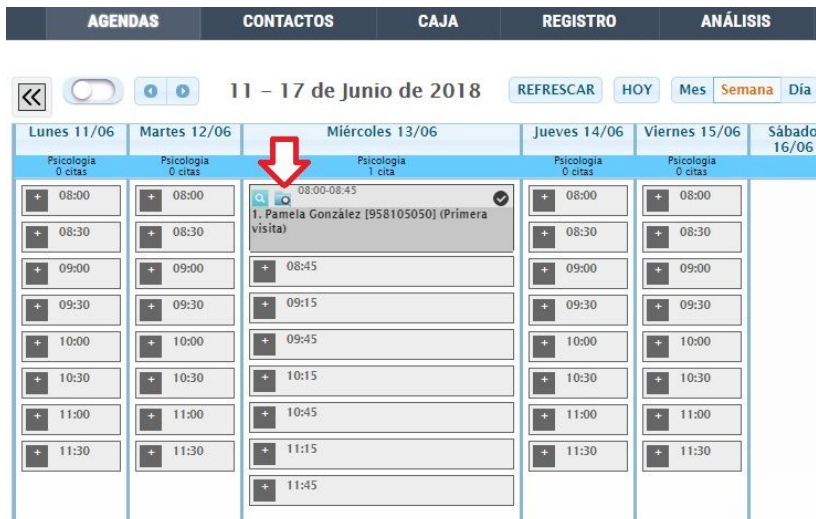 AGENDAS CONTACTOS CAJA REGISTRO ANÁLISIS
11 – 17 de Junio de 2018 REFRESCAR HOY Mes Semana Día
Lunes 11/06 Martes 12/06 Miércoles 13/06 Jueves 14/06 Viernes 15/06 Sábado
16/06
Psicologia Psicologia Psicologia Psicologia Psicologia
0 citas 0 citas 1 cita 0 citas 0 citas
+ 08:00 + 08:00 08:00-08:45 + 08:00 + 08:00
1. Pamela González [958105050] (Primera
visita)
+ 08:30 + 08:30 + 08:30 + 08:30
+ 09:00 + 09:00 + 08:45 + 09:00 + 09:00
+ 09:30 + 09:30 + 09:15 + 09:30 + 09:30
+ 10:00 + 10:00 + 09:45 + 10:00 + 10:00
+ 10:30 + 10:30 + 10:15 + 10:30 + 10:30
+ 11:00 + 11:00 + 10:45 + 11:00 + 11:00
+ 11:30 + 11:30 + 11:15 + 11:30 + 11:30
+ 11:45